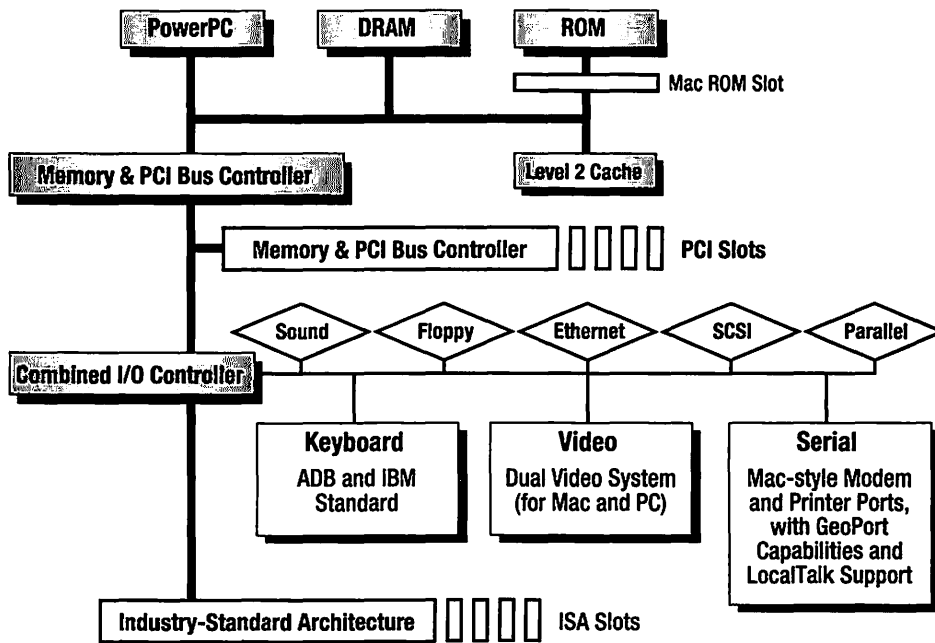 PowerPC
DRAM
ROM
Mac ROM Slot
Memory & PCI Bus Controller
Level 2 Cache
Memory & PCI Bus Controller
PCI Slots
Sound
Floppy
Ethernet
SCSI
Parallel
Combined I/O Controller
Keyboard
ADB and IBM
Standard
Video
Dual Video System
(for Mac and PC)
Serial
Mac-style Modem
and Printer Ports,
with GeoPort
Capabilities and
LocalTalk Support
Industry-Standard Architecture
ISA Slots